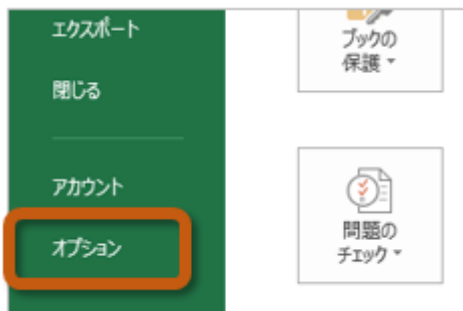 エクスポート
閉じる
アカウント
オプション
ブックの
保護
問題の
チェック